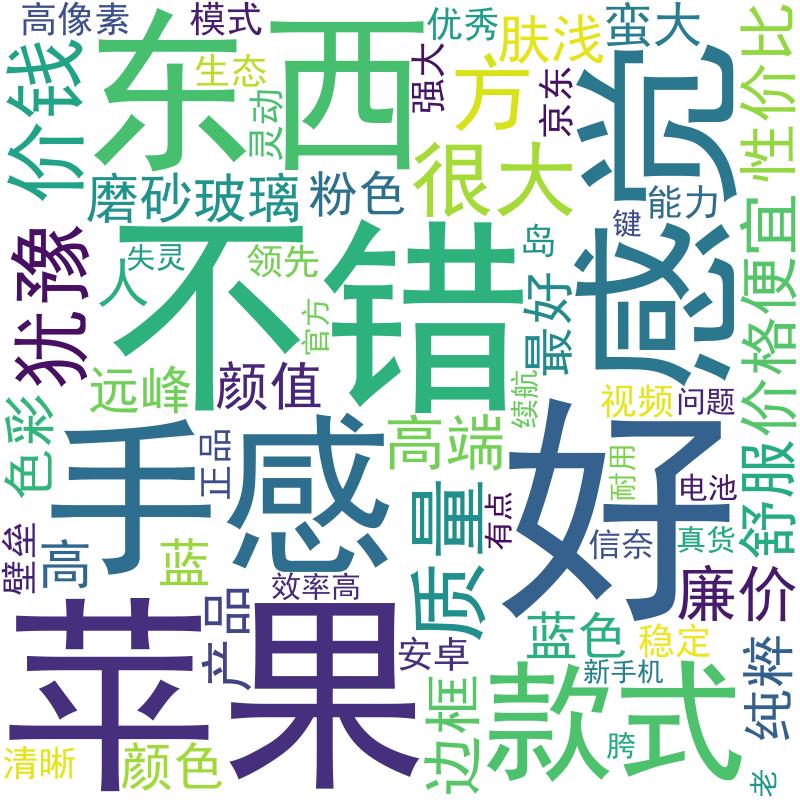 高像素
模式
优秀
肤浅
蛮大
东西
价钱
生态
灵动
强大
方
京东
感觉
性价比
很大
磨砂玻璃
粉色
能力
键
不错
犹豫
失灵
人
领先
岛
最好
官方
价格便宜
远峰
颜值
续航
视频
问题
色彩
手感
高端
好
正品
质量
有点
耐用
电池
舒服
壁垒
高
蓝
信奈
真货
效率高
廉价
苹果
产品
安卓
蓝色
稳定
新手机
纯粹
款式
边框
清晰
颜色
胯
老